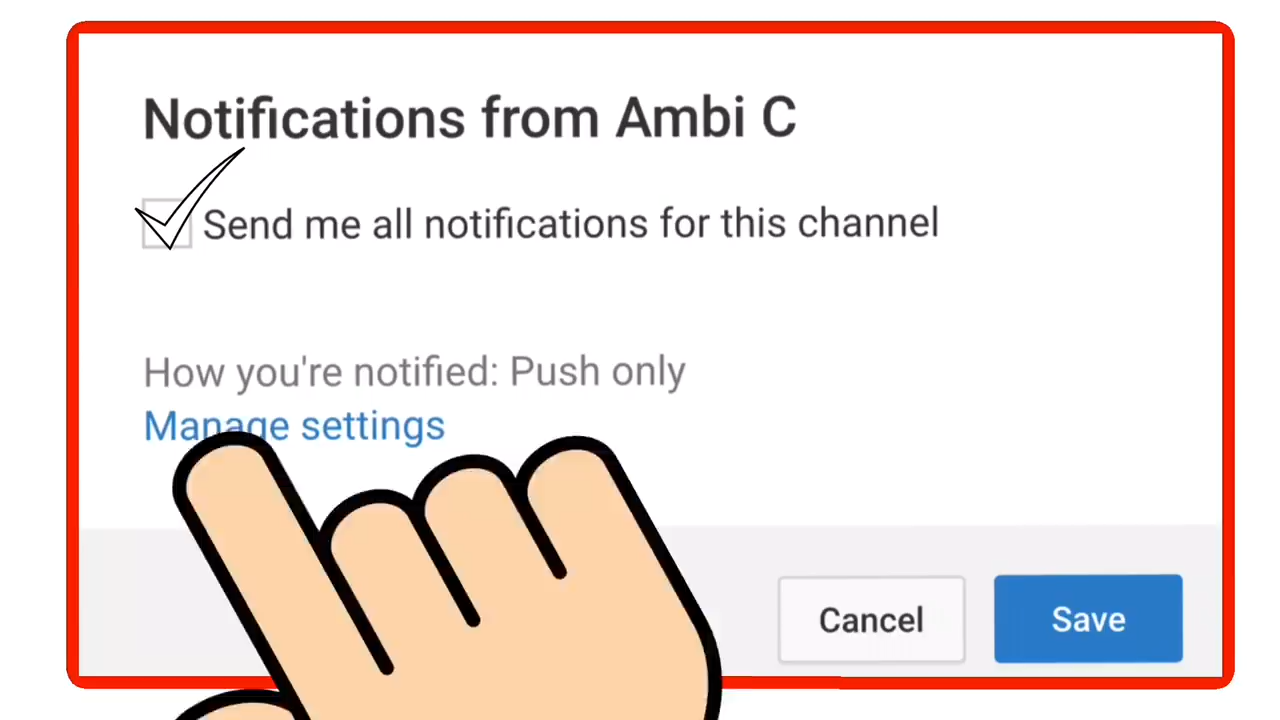 Notifications from Ambi C
Send me all notifications for this channel
How you're notified: Push only
Manage settings
Cancel
Save